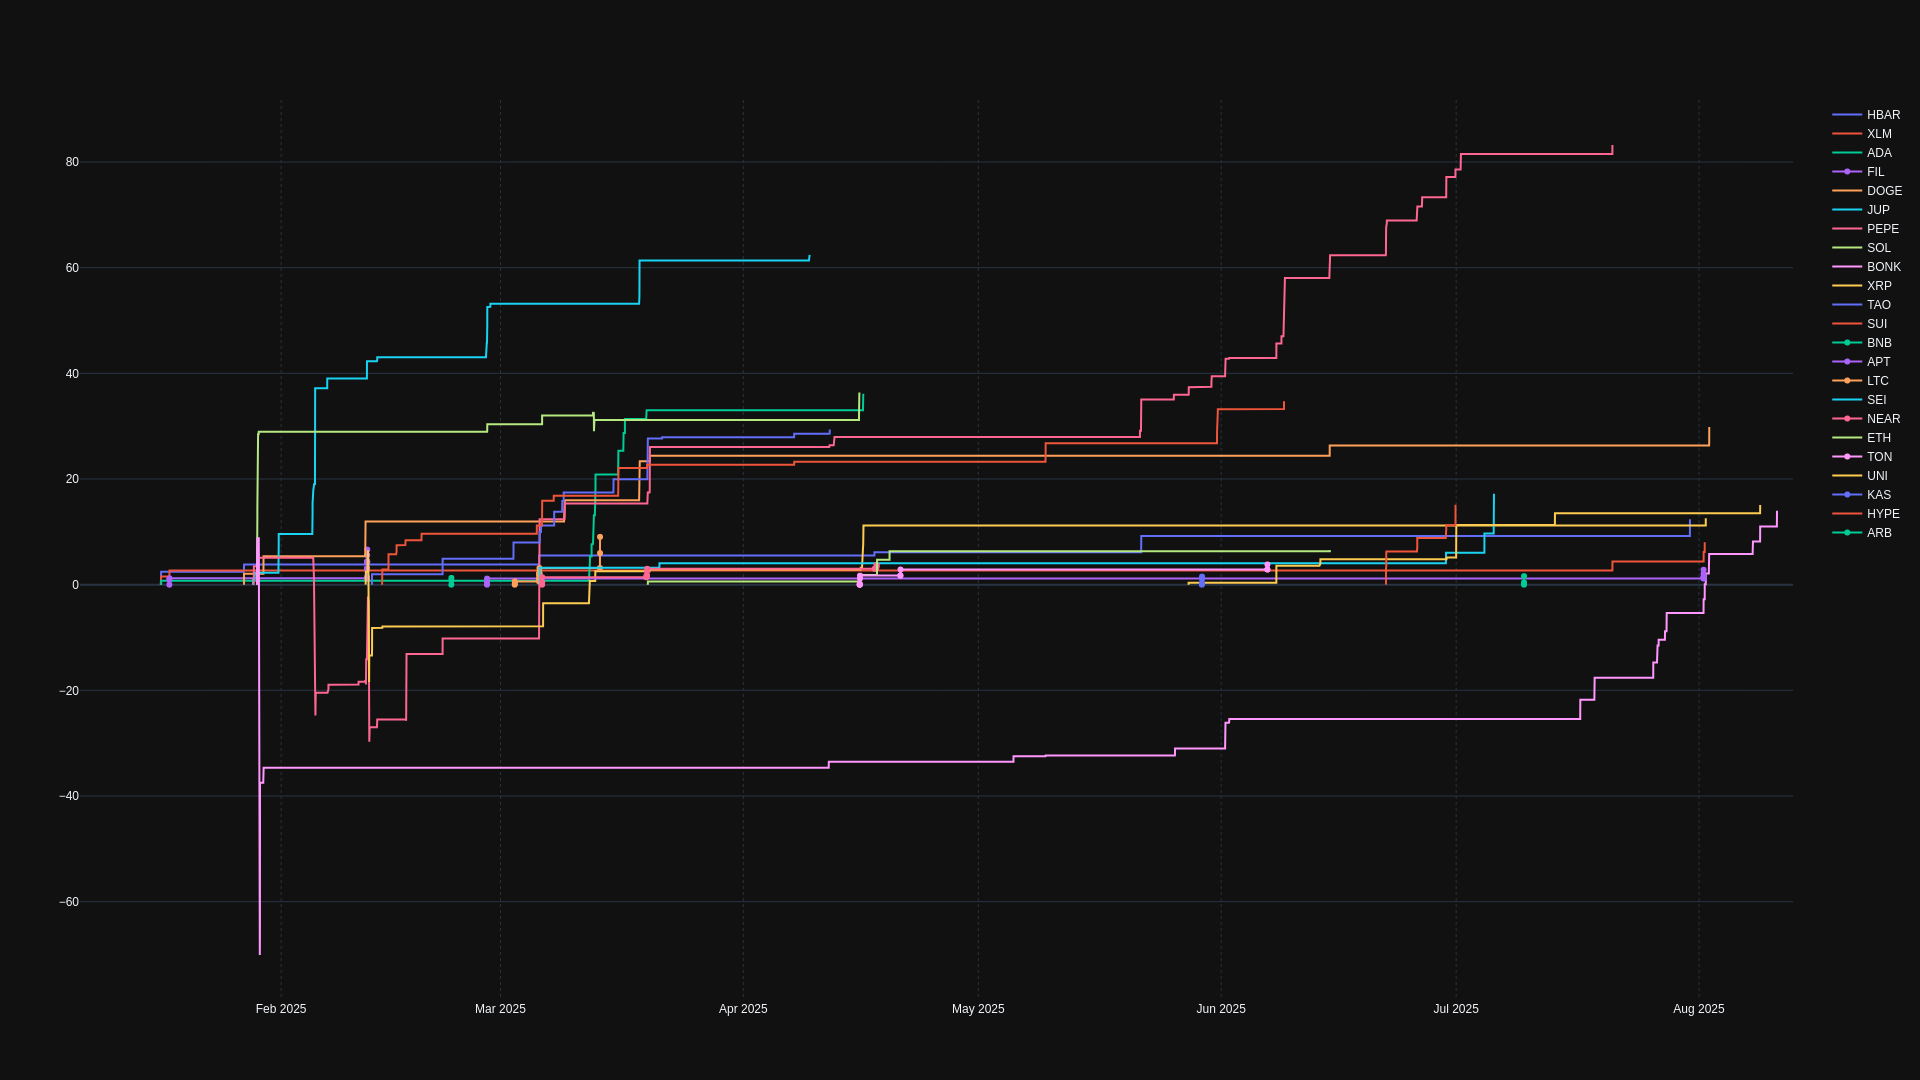 80
60
40
20
0
−20
−40
−60
Feb 2025
Mar 2025
Apr 2025
May 2025
Jun 2025
Jul 2025
Aug 2025
HBAR
XLM
ADA
FIL
DOGE
JUP
PEPE
SOL
BONK
XRP
TAO
SUI
BNB
APT
LTC
SEI
NEAR
ETH
TON
UNI
KAS
HYPE
ARB